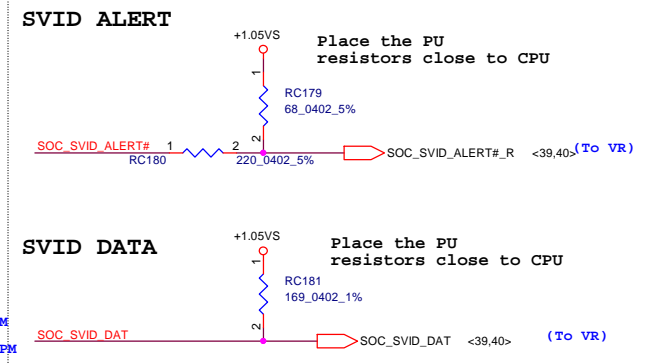 SVID ALERT
+1.05VS
Place the PU
resistors close to CPU
1
RC179
68_0402_5%
2
SOC_SVID_ALERT# 1 2
RC180 220_0402_5%
SOC_SVID_ALERT#_R <39,40> (To VR)
SVID DATA
+1.05VS
Place the PU
resistors close to CPU
1
RC181
169_0402_1%
2
M
SOC_SVID_DAT
SOC_SVID_DAT <39,40> (To VR)
PM